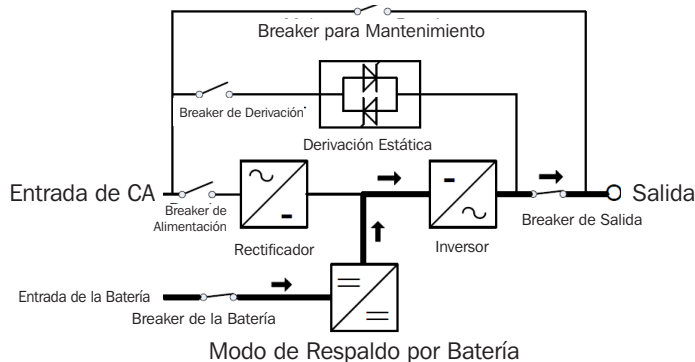 Breaker para Mantenimiento
Breaker de Derivación
Derivación Estática
Entrada de CA
Breaker de
Alimentación
Rectificador
Inversor
Breaker de Salida
Salida
Entrada de la Batería
Breaker de la Batería
Modo de Respaldo por Batería